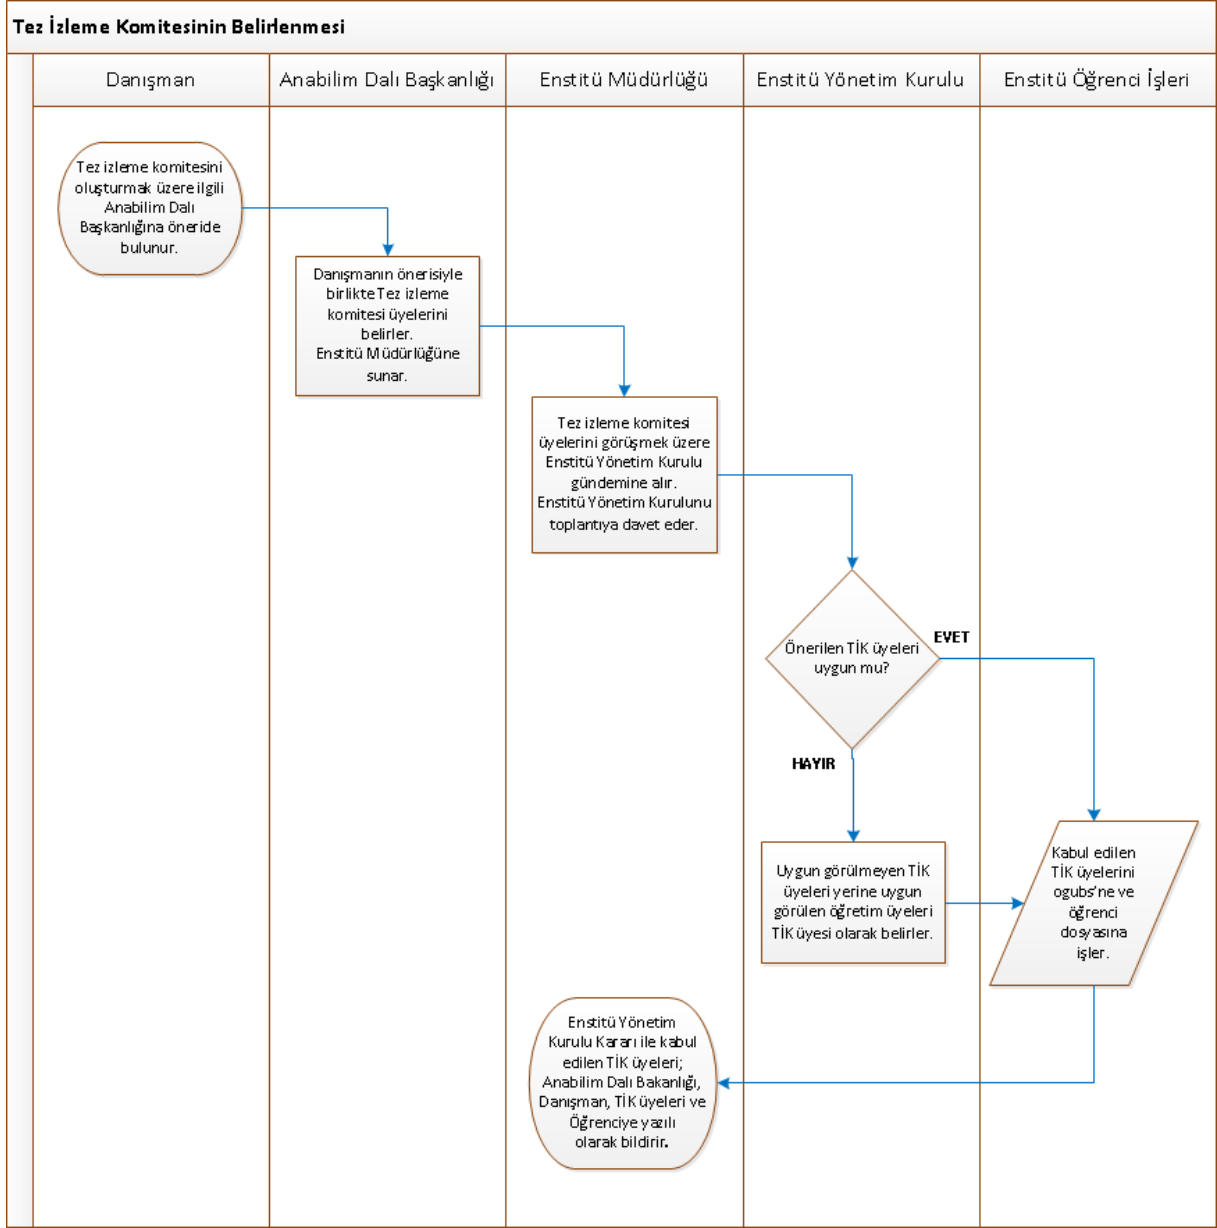 Tez İzleme Komitesinin Belirlenmesi
Danışman
Anabilim Dalı Başkanlığı
Enstitü Müdürlüğü
Enstitü Yönetim Kurulu
Enstitü Öğrenci İşleri
Tez izleme komitesini
oluşturmak üzere ilgili
Anabilim Dalı
Başkanlığına öneride
bulunur.
Danışmanın önerisiyle
birlikte Tez izleme
komitesi üyelerini
belirler.
Enstitü Müdürlüğüne
sunar.
Tez izleme komitesi
üyelerini görüşmek üzere
Enstitü Yönetim Kurulu
gündemine alır.
Enstitü Yönetim Kurulunu
toplantıya davet eder.
Önerilen TİK üyeleri
uygun mu?
EVET
HAYIR
Uygun görülmeyen TİK
üyeleri yerine uygun
görülen öğretim üyeleri
TİK üyesi olarak belirler.
Kabul edilen
TİK üyelerini
ogubs’ne ve
öğrenci
dosyasına
işler.
Enstitü Yönetim
Kurulu Kararı ile kabul
edilen TİK üyeleri;
Anabilim Dalı Bakanlığı,
Danışman, TİK üyeleri ve
Öğrenciye yazılı
olarak bildirir.